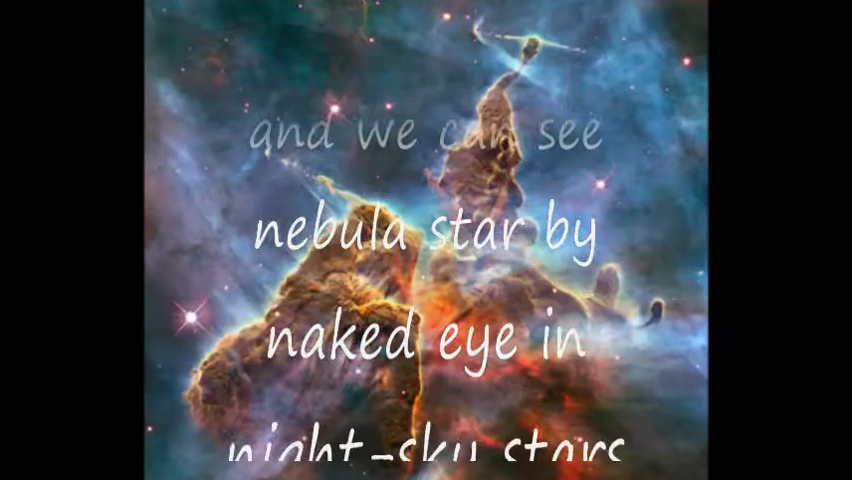 and we can see
nebula star by
naked eye in
night-sky stars